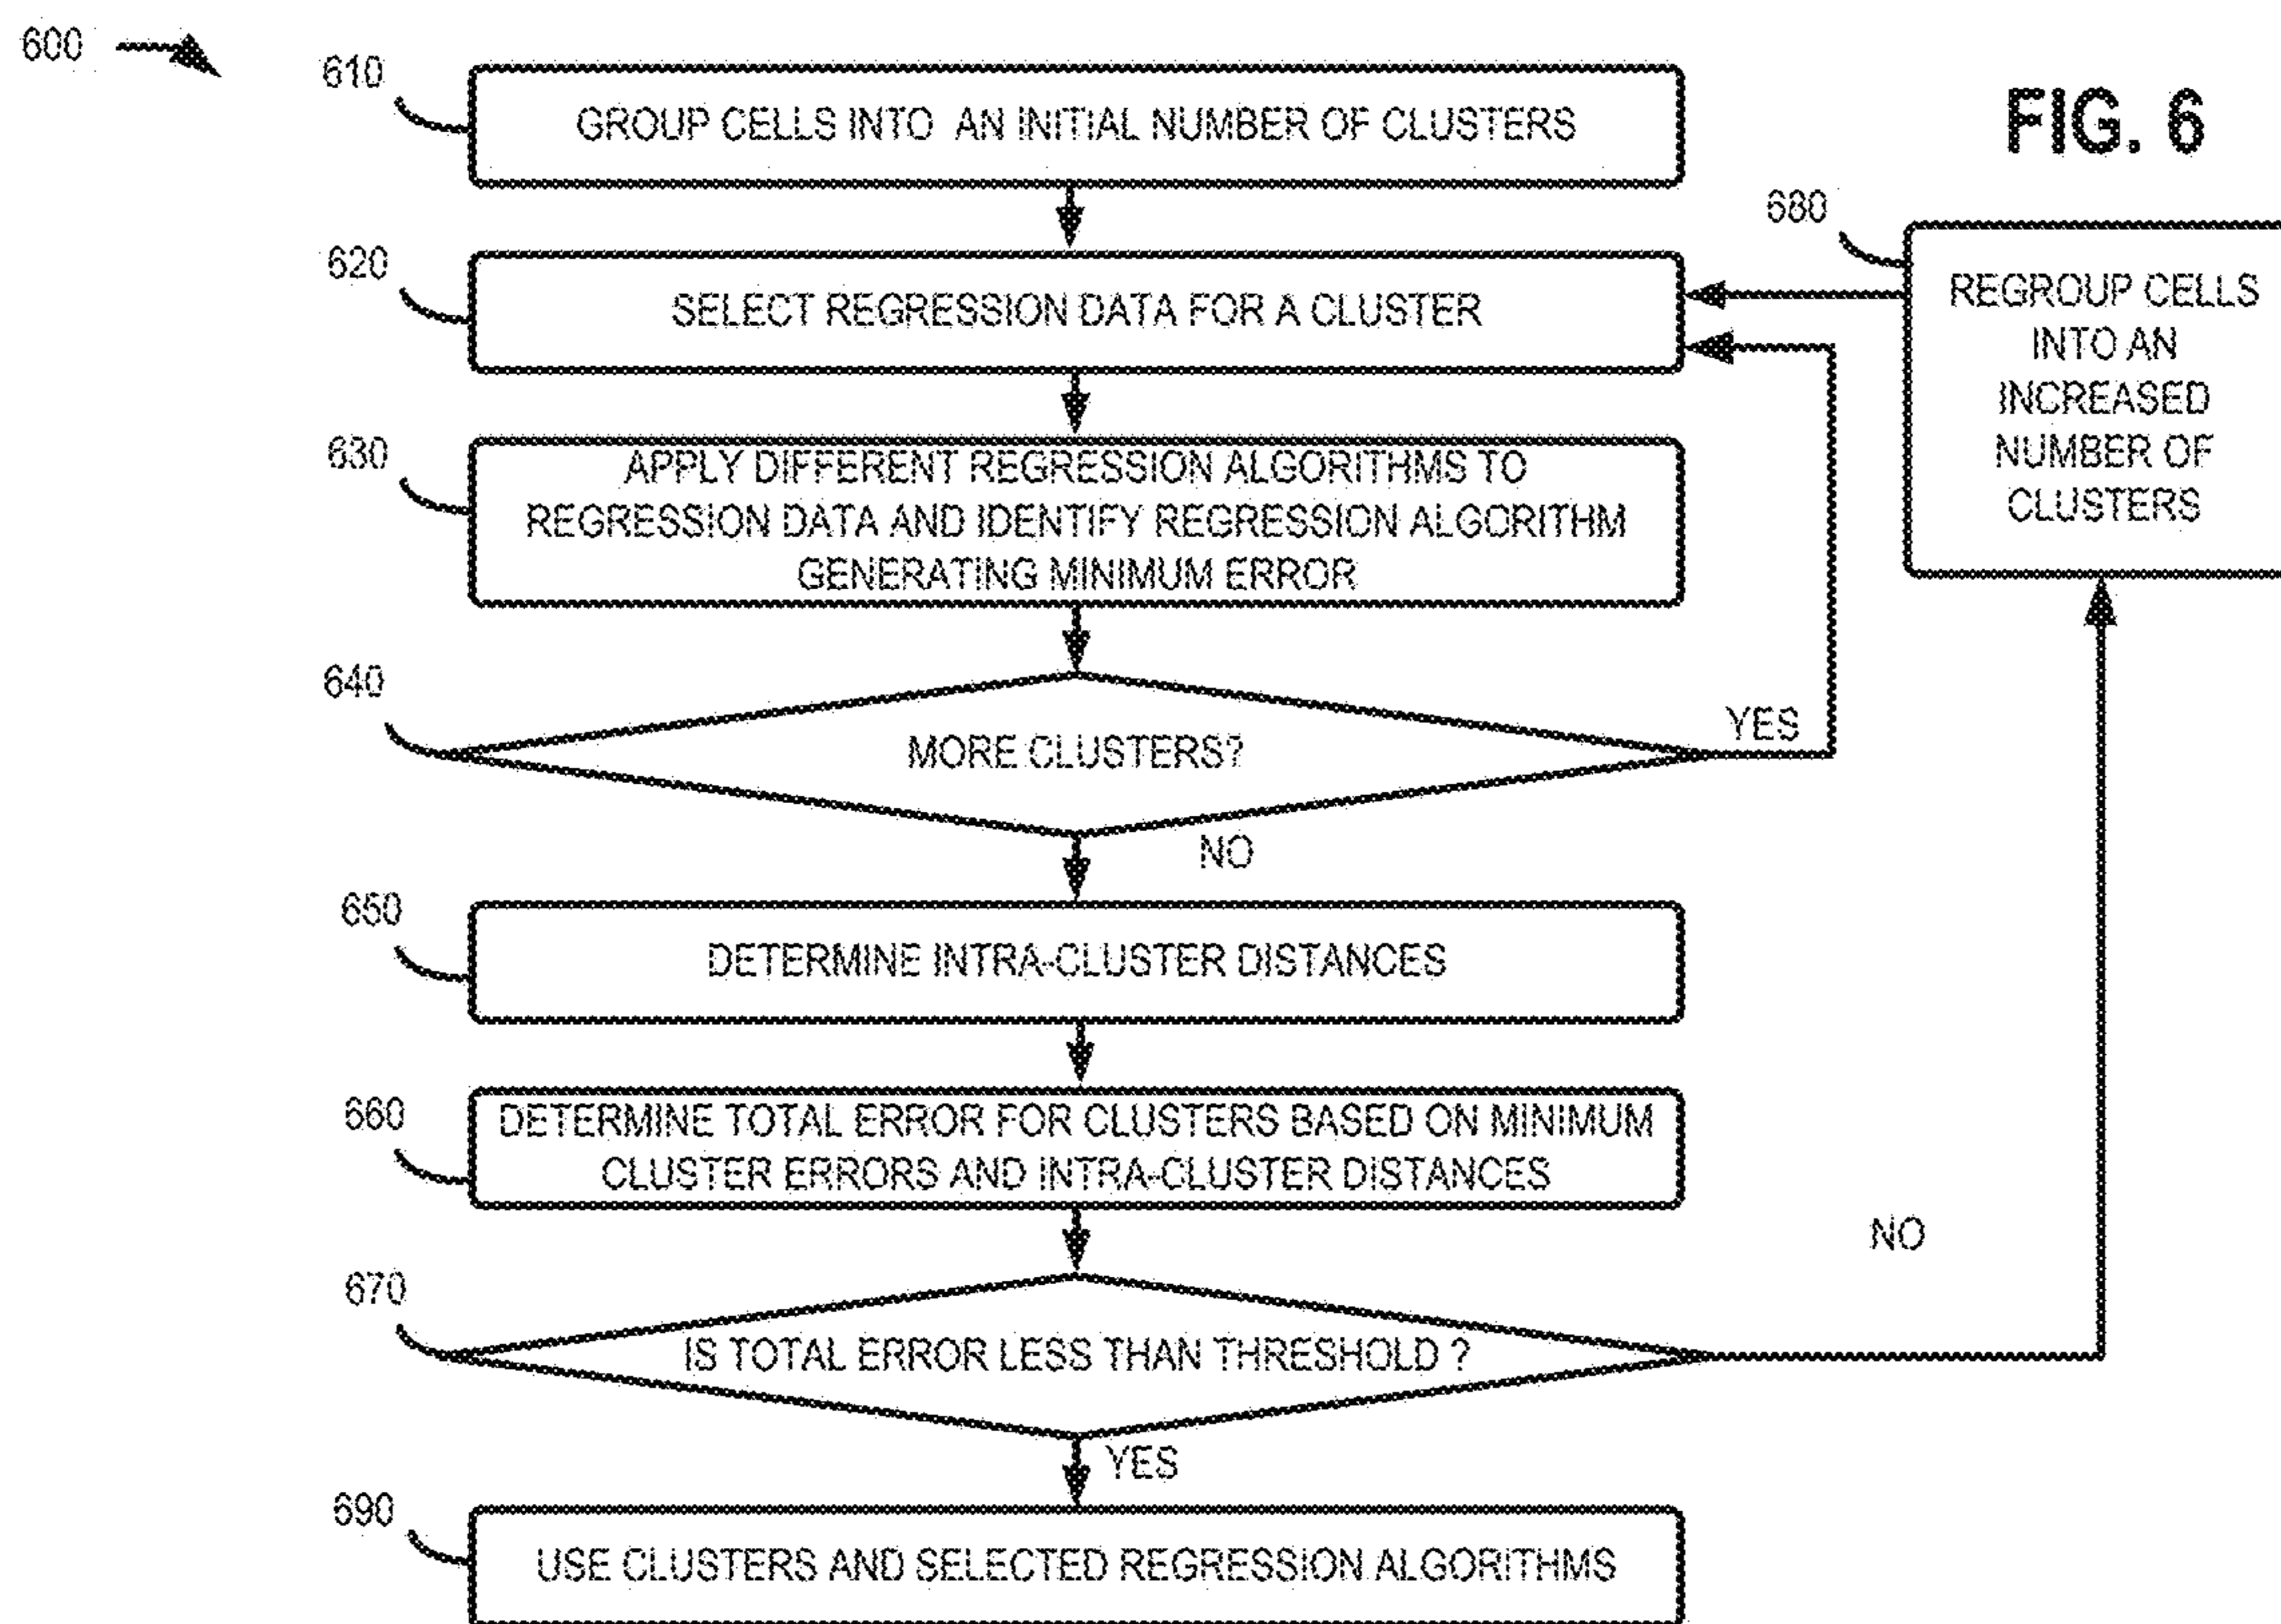 600
FIG. 6
610
GROUP CELLS INTO AN INITIAL NUMBER OF CLUSTERS
620
SELECT REGRESSION DATA FOR A CLUSTER
630
APPLY DIFFERENT REGRESSION ALGORITHMS TO
REGRESSION DATA AND IDENTIFY REGRESSION ALGORITHM
GENERATING MINIMUM ERROR
640
MORE CLUSTERS?
YES
NO
650
DETERMINE INTRA-CLUSTER DISTANCES
660
DETERMINE TOTAL ERROR FOR CLUSTERS BASED ON MINIMUM
CLUSTER ERRORS AND INTRA-CLUSTER DISTANCES
670
IS TOTAL ERROR LESS THAN THRESHOLD ?
NO
YES
680
REGROUP CELLS
INTO AN
INCREASED
NUMBER OF
CLUSTERS
690
USE CLUSTERS AND SELECTED REGRESSION ALGORITHMS